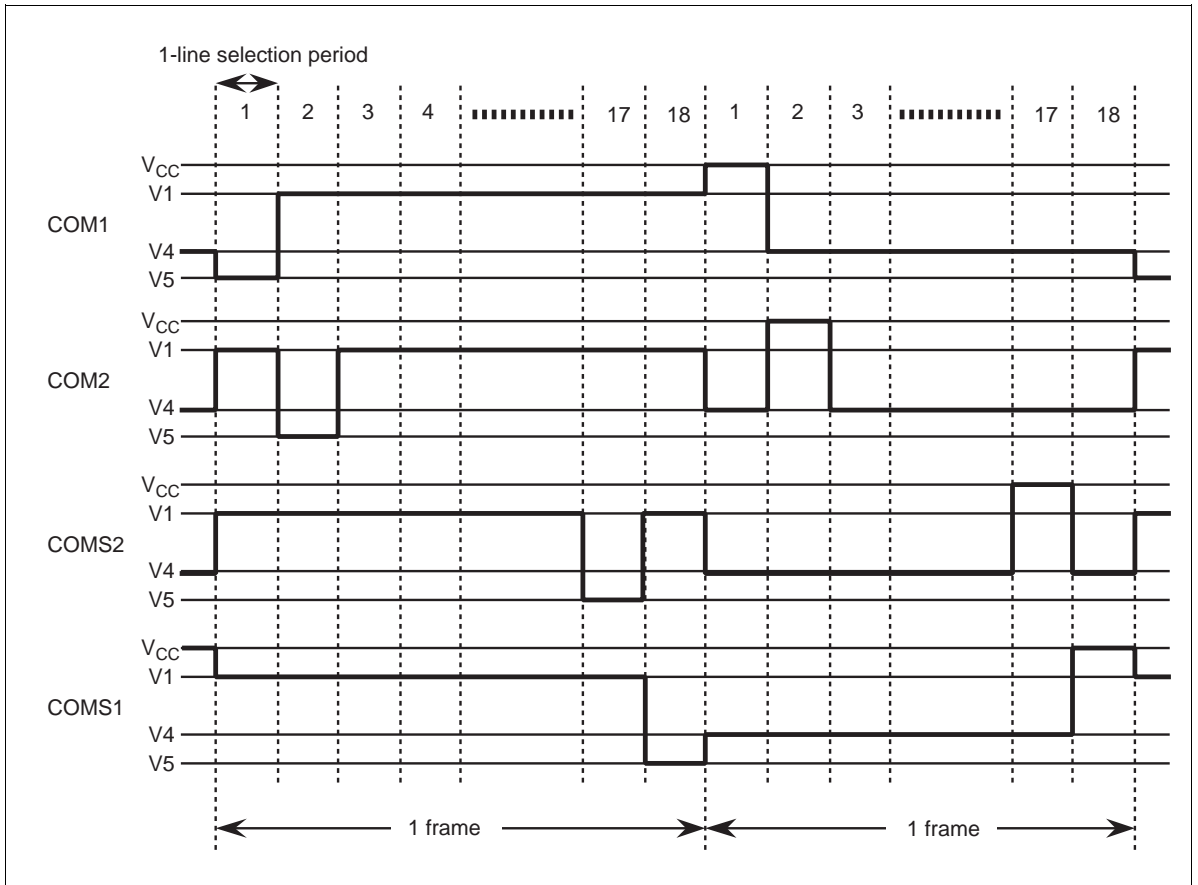 1-line selection period
1 2 3 4 17 18 1 2 3 17 18
VCC
V1
COM1
V4
V5
VCC
V1
COM2
V4
V5
VCC
V1
COMS2
V4
V5
VCC
V1
COMS1
V4
V5
1 frame 1 frame